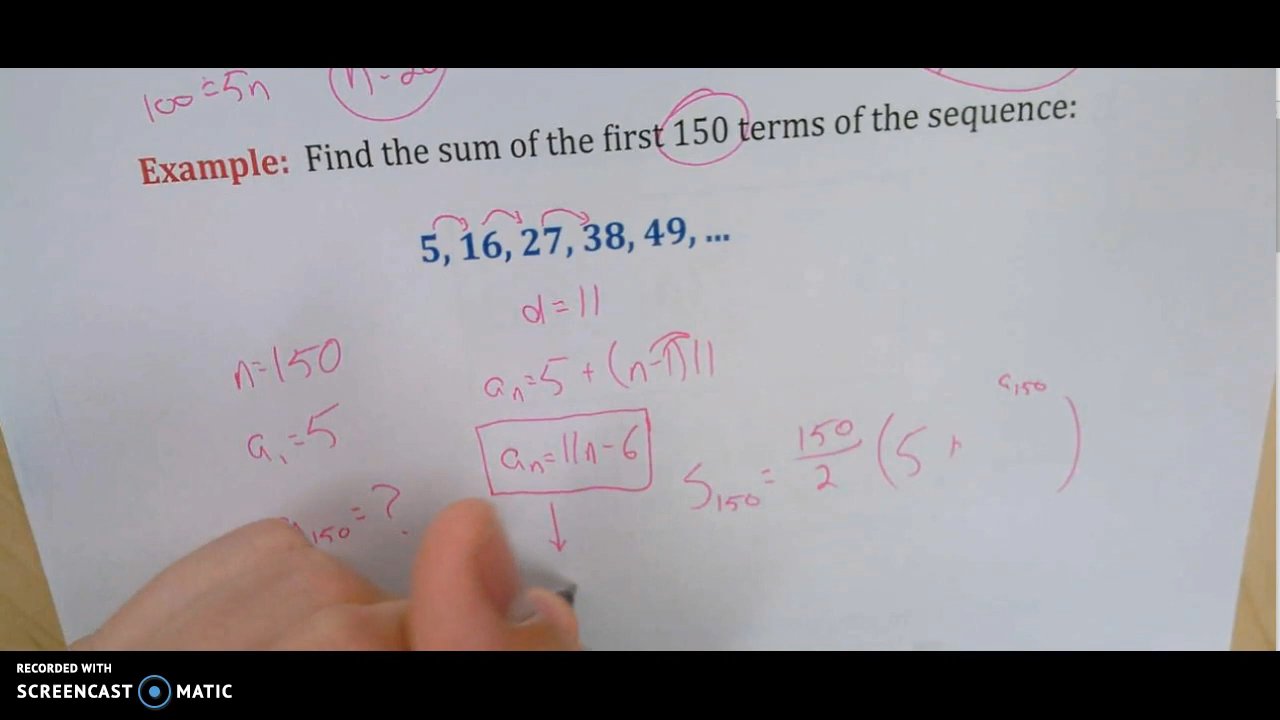 100 = 5n
Example: Find the sum of the first 150 terms of the sequence:
5, 16, 27, 38, 49, ...
d = 11
n = 150
aₙ = 5 + (n - 1)11
a₁ = 5
aₙ = 11n - 6
S₁₅₀ = 150/2 (5 + )
a₁₅₀
₁₅₀ = ?
RECORDED WITH
SCREENCAST MATIC